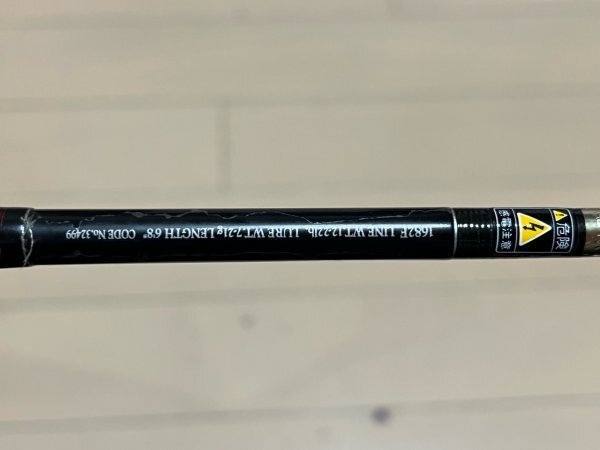 1682F LINE WT.12-22lb. LURE WT.7-21g LENGTH 6'8" CODE No.32499
危険
感電
注意